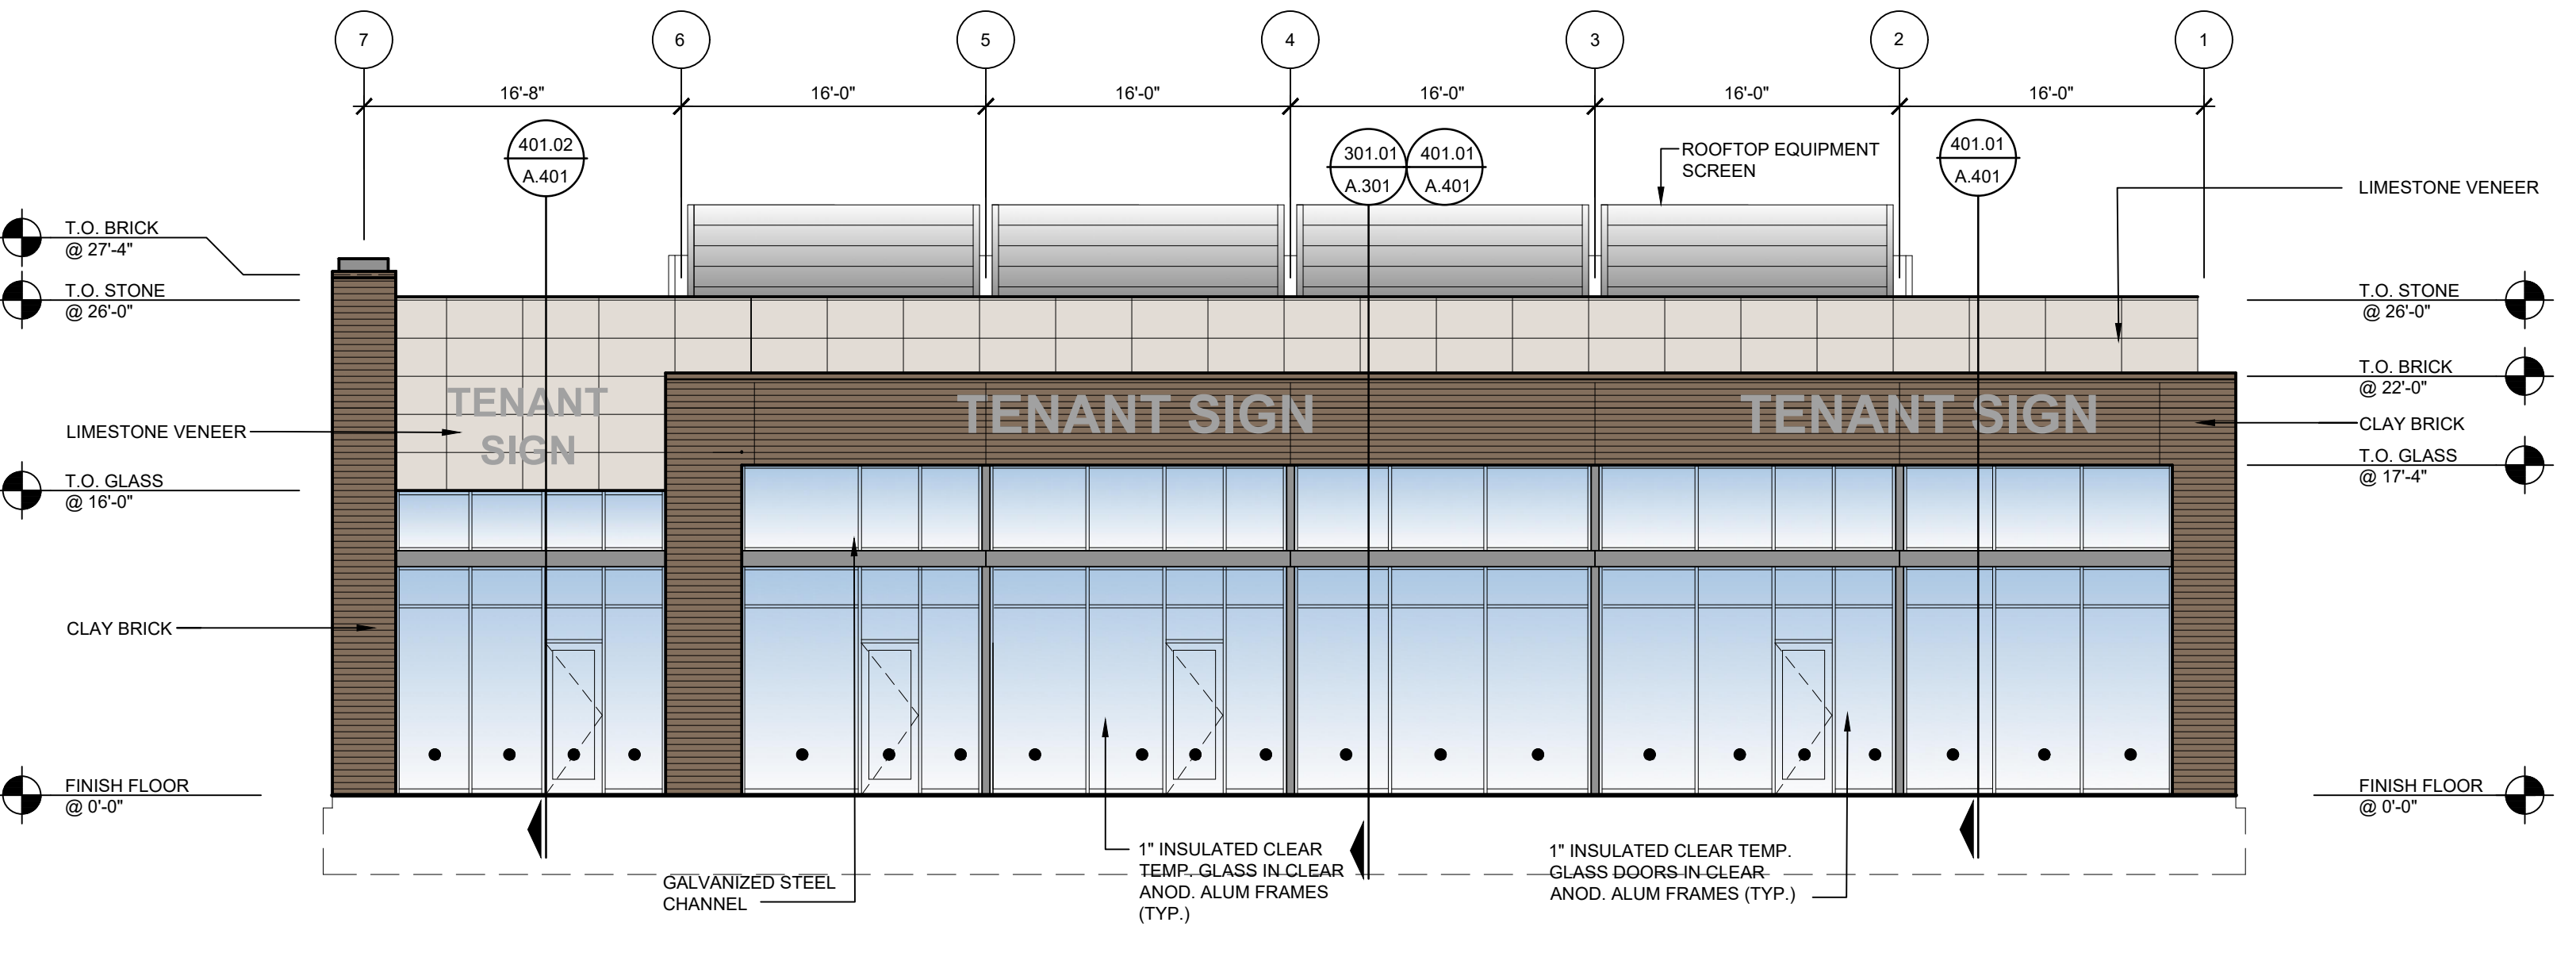 7
6
5
4
3
2
1
16'-8"
16'-0"
16'-0"
16'-0"
16'-0"
16'-0"
401.02
A.401
301.01
A.301
401.01
A.401
401.01
A.401
ROOFTOP EQUIPMENT
SCREEN
LIMESTONE VENEER
T.O. BRICK
@ 27'-4"
T.O. STONE
@ 26'-0"
LIMESTONE VENEER
T.O. GLASS
@ 16'-0"
CLAY BRICK
FINISH FLOOR
@ 0'-0"
TENANT
SIGN
TENANT SIGN
TENANT SIGN
T.O. STONE
@ 26'-0"
T.O. BRICK
@ 22'-0"
CLAY BRICK
T.O. GLASS
@ 17'-4"
FINISH FLOOR
@ 0'-0"
GALVANIZED STEEL
CHANNEL
1" INSULATED CLEAR
TEMP. GLASS IN CLEAR
ANOD. ALUM FRAMES
(TYP.)
1" INSULATED CLEAR TEMP.
GLASS DOORS IN CLEAR
ANOD. ALUM FRAMES (TYP.)